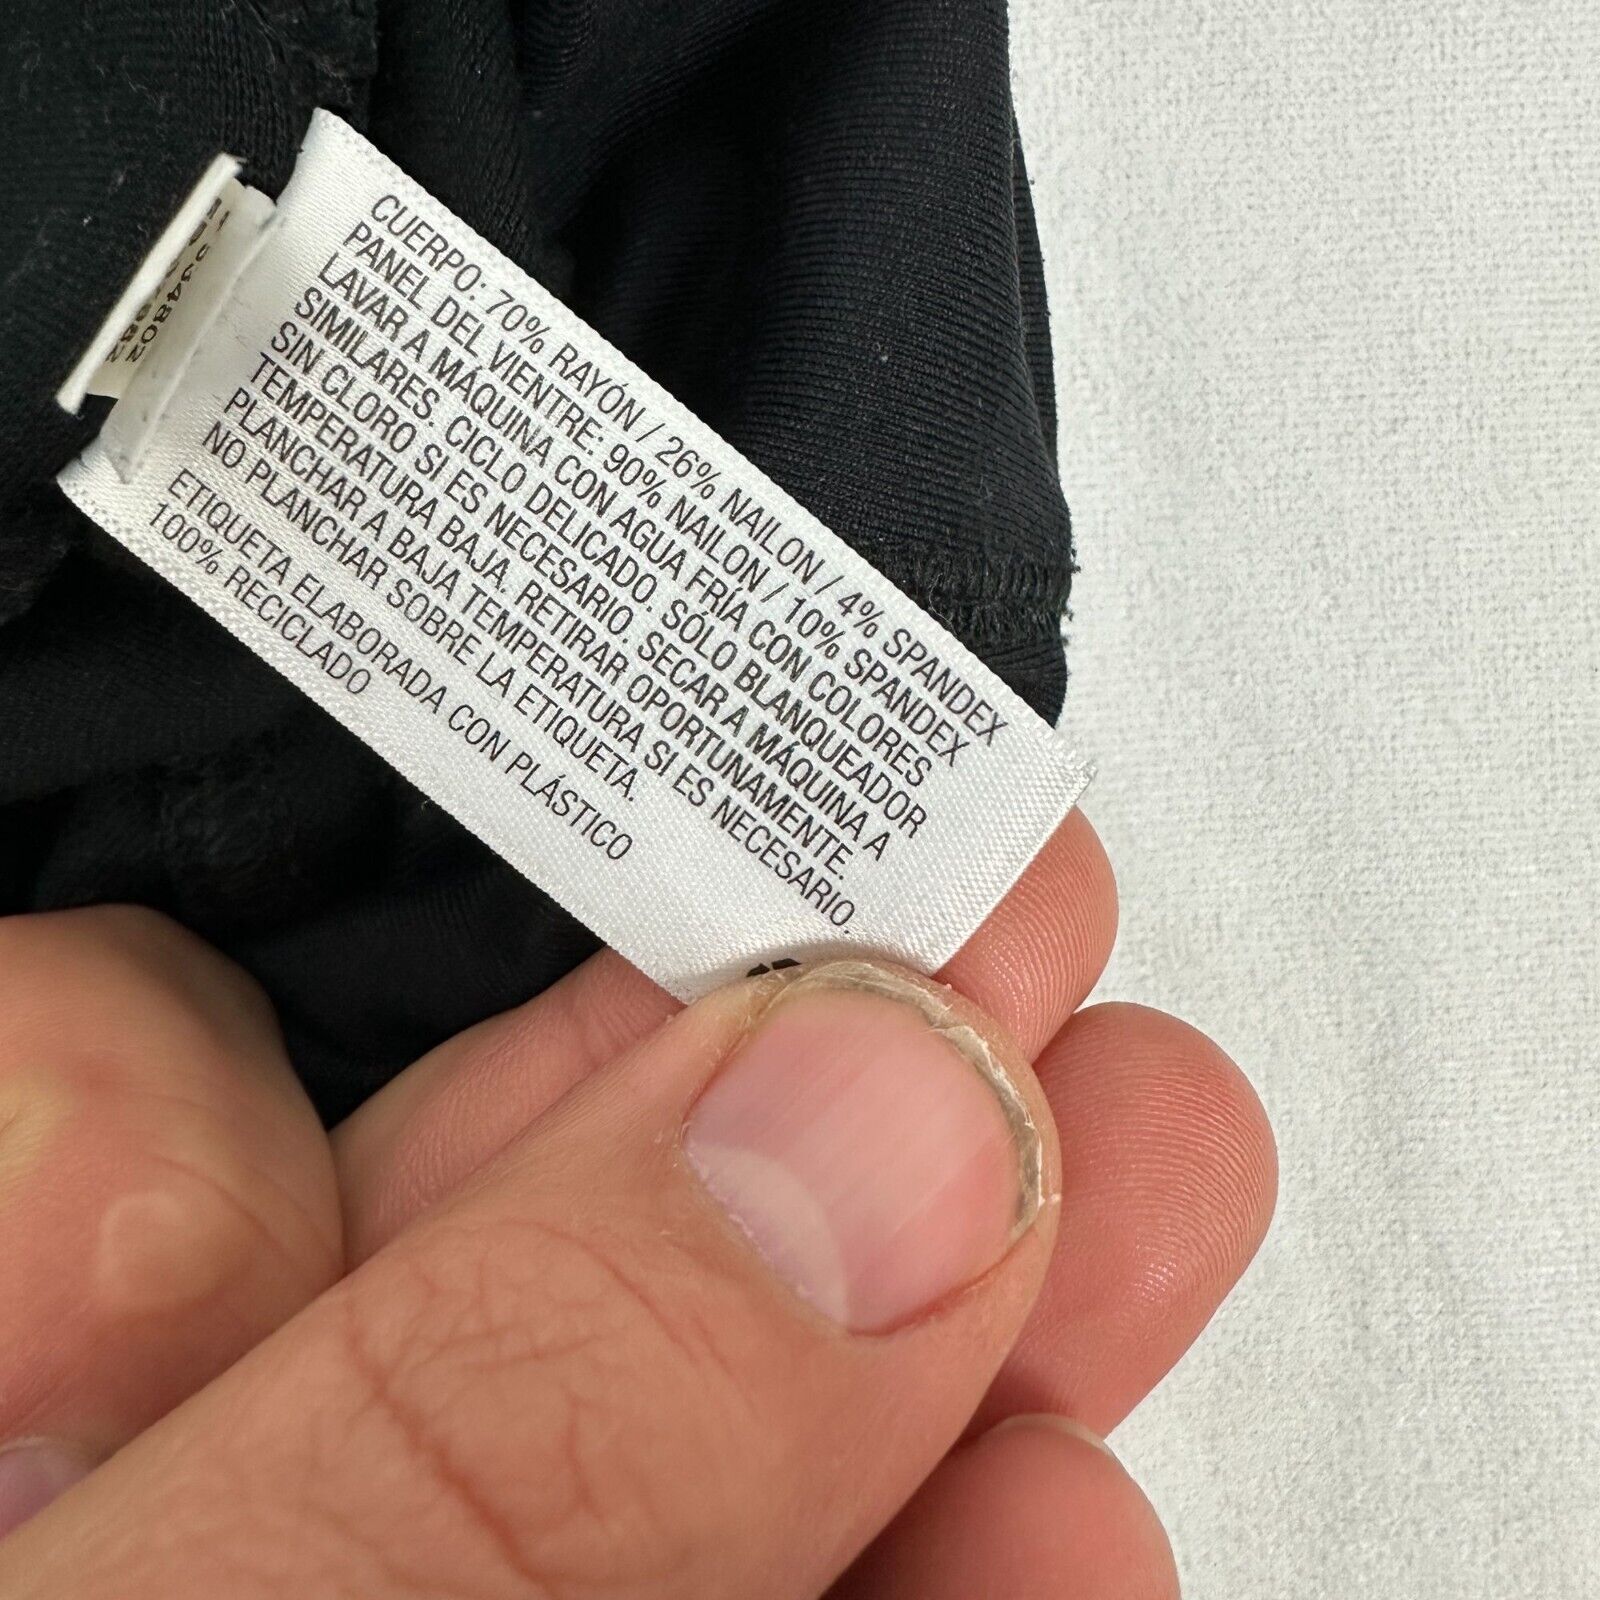 CUERPO: 70% RAYÓN / 26% NAILON / 4% SPANDEX
PANEL DEL VIENTRE: 90% NAILON / 10% SPANDEX
LAVAR A MÁQUINA CON AGUA FRÍA CON COLORES
SIMILARES. CICLO DELICADO. SÓLO BLANQUEADOR
SIN CLORO SI ES NECESARIO. SECAR A MÁQUINA A
TEMPERATURA BAJA. RETIRAR OPORTUNAMENTE.
PLANCHAR A BAJA TEMPERATURA SI ES NECESARIO.
NO PLANCHAR SOBRE LA ETIQUETA.
ETIQUETA ELABORADA CON PLÁSTICO
100% RECICLADO